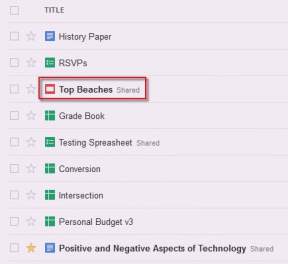 TITLE
History Paper
RSVPs
Top Beaches Shared
Grade Book
Testing Spreasheet Shared
Conversion
Intersection
Personal Budget v3
Positive and Negative Aspects of Technology Shared